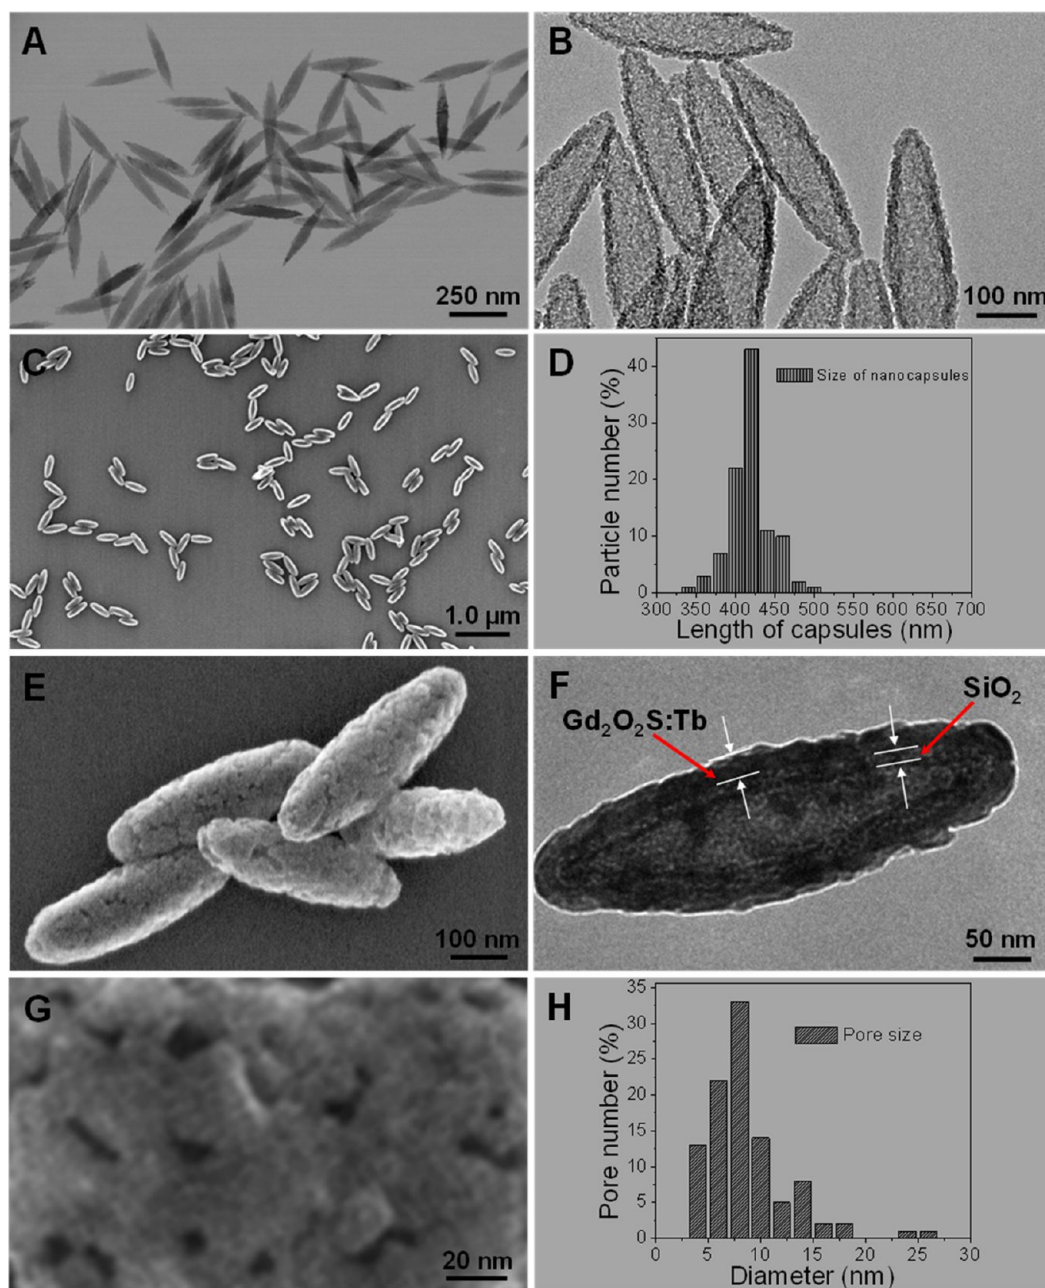 A
250 nm
B
100 nm
C
1.0 µm
D
Size of nanocapsules
Particle number (%)
40
30
20
10
0
300 350 400 450 500 550 600 650 700
Length of capsules (nm)
E
100 nm
F
SiO₂
Gd₂O₂S:Tb
50 nm
G
20 nm
H
Pore size
Pore number (%)
35
30
25
20
15
10
5
0
0 5 10 15 20 25 30
Diameter (nm)